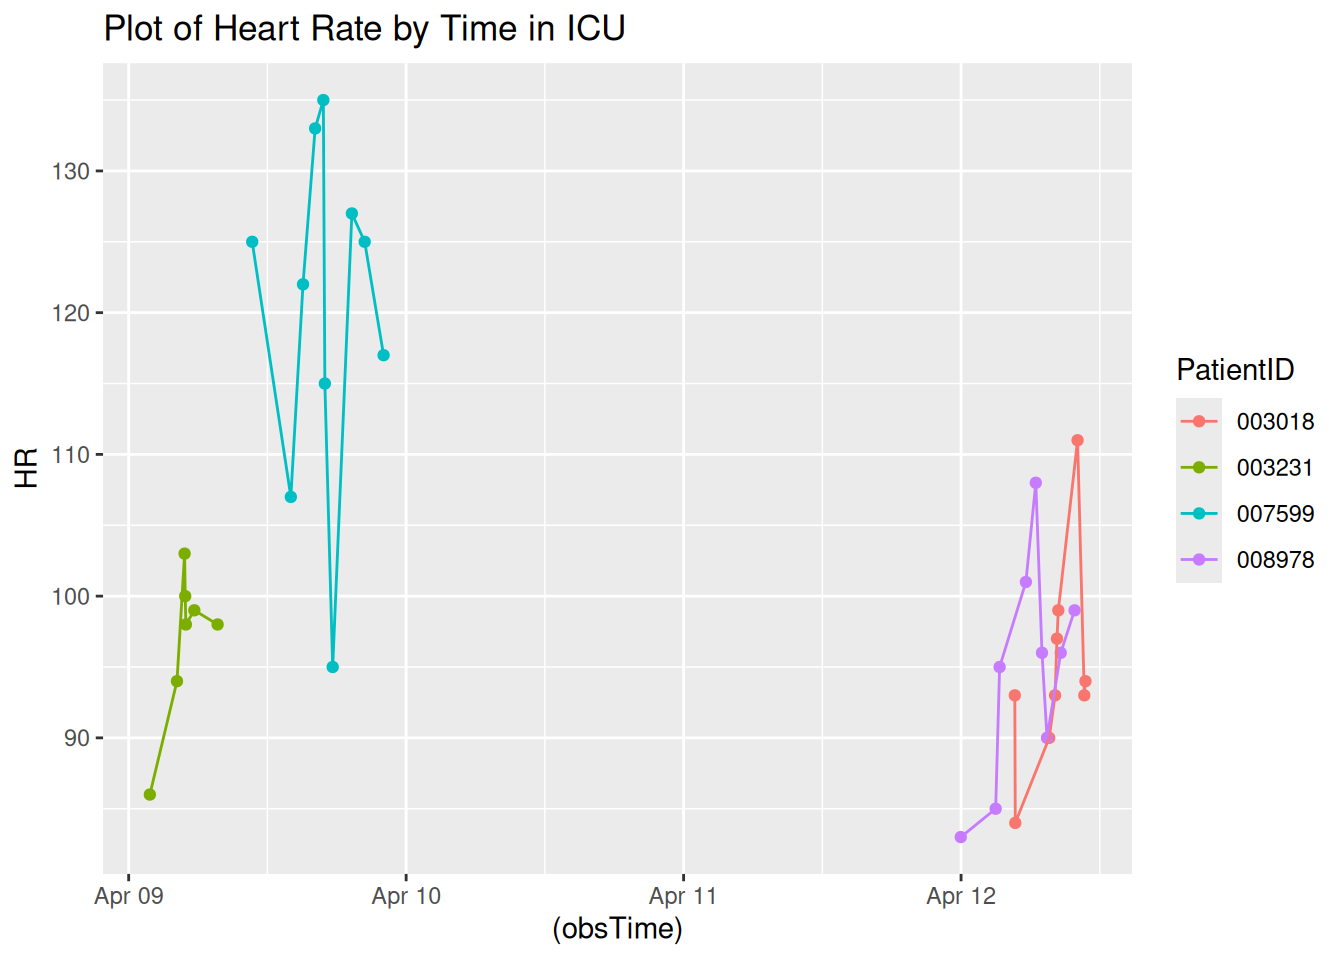 Plot of Heart Rate by Time in ICU
130
120
110
100
90
HR
Apr 09 Apr 10 Apr 11 Apr 12
(obsTime)
PatientID
003018
003231
007599
008978